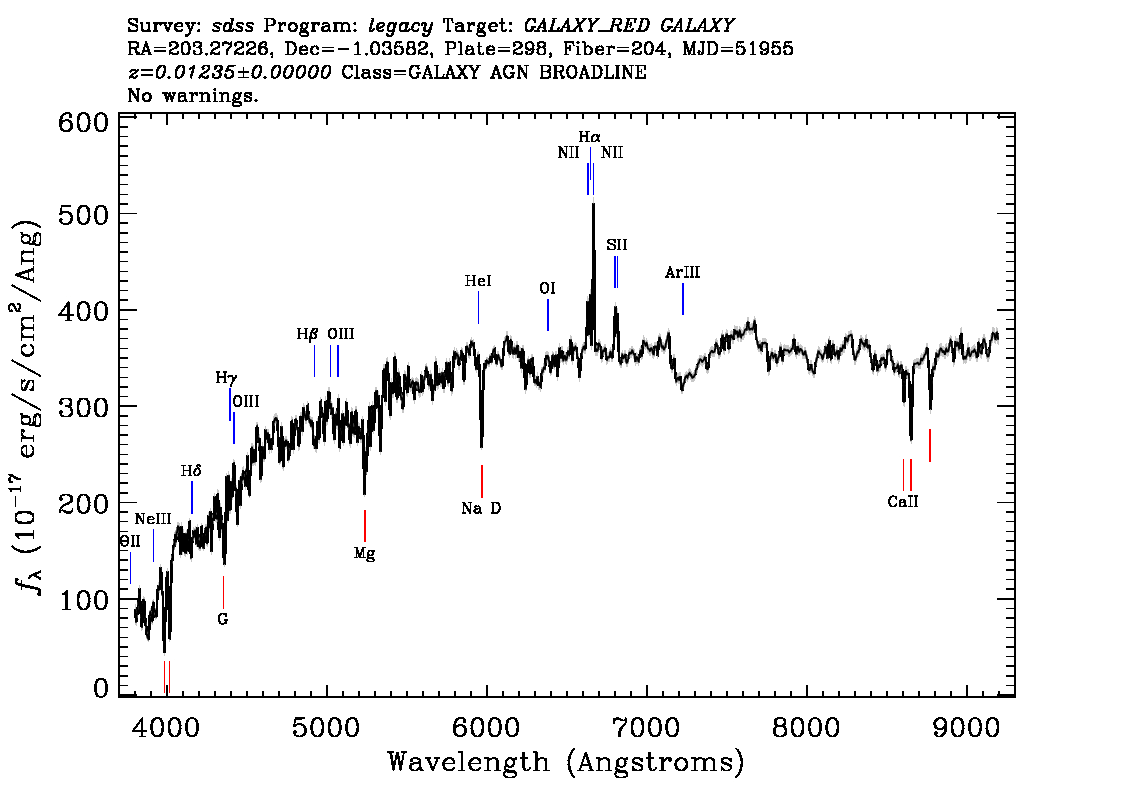 Survey: sdss Program: legacy Target: GALAXY_RED GALAXY
RA=203.27226, Dec=−1.03582, Plate=298, Fiber=204, MJD=51955
z=0.01235±0.00000 Class=GALAXY AGN BROADLINE
No warnings.
600
500
400
300
200
100
0
Hα
NII NII
SII
ArIII
HeI
OI
Hβ OIII
Hγ
OIII
Hδ
NeIII
OII
Na D
CaII
Mg
G
4000 5000 6000 7000 8000 9000
Wavelength (Angstroms)
f_λ (10⁻¹⁷ erg/s/cm²/Ang)